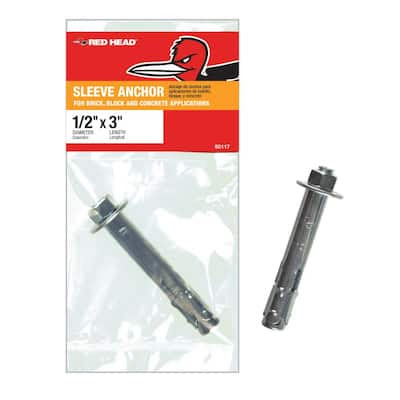 RED HEAD
SLEEVE ANCHOR
FOR BRICK, BLOCK AND CONCRETE APPLICATIONS
Anclaje de camisa para
aplicaciones de ladrillo,
bloque y concreto
1/2" x 3"
DIAMETER LENGTH
Diámetro Longitud
50117